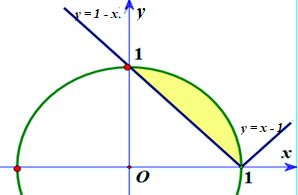 y = 1 - x.
y
1
y = x - 1
x
O
1